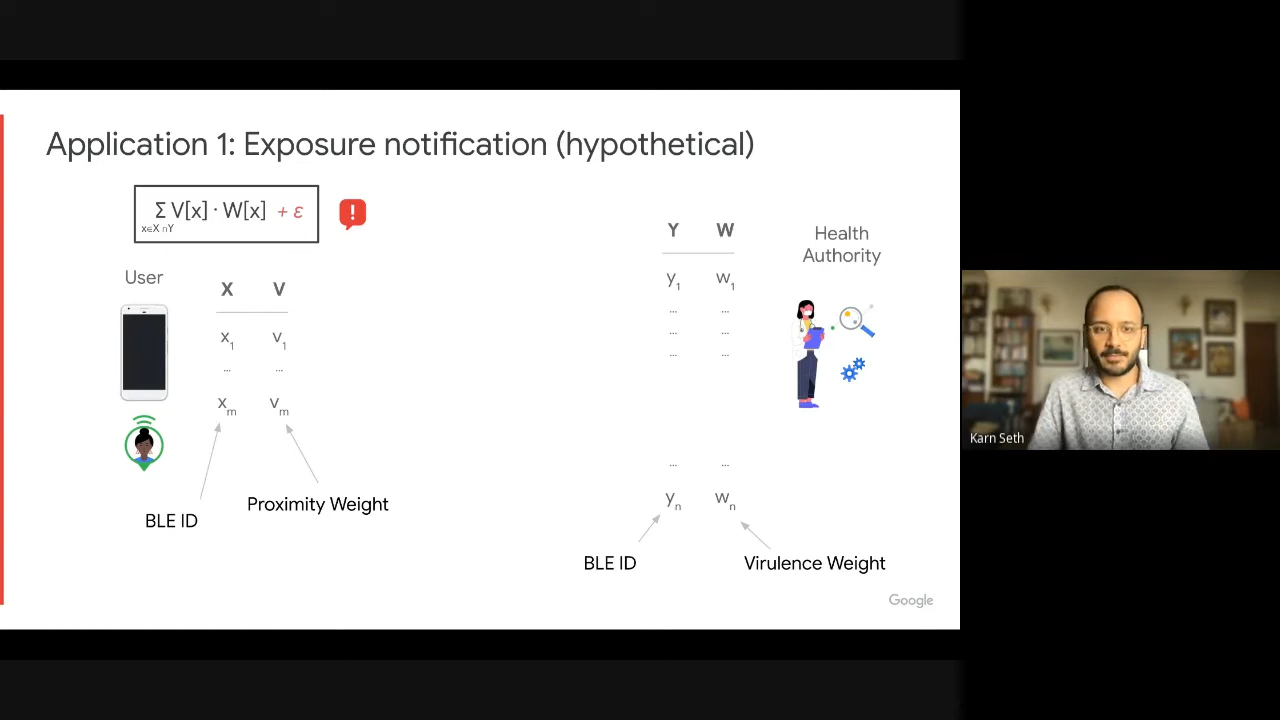 Application 1: Exposure notification (hypothetical)
Σ V[x] · W[x] + ε
x∈X ∩Y
!
User
X V
x1 v1
... ...
xm vm
BLE ID
Proximity Weight
Y W
y1 w1
... ...
... ...
... ...
... ...
yn wn
BLE ID
Virulence Weight
Health
Authority
Google
Karn Seth